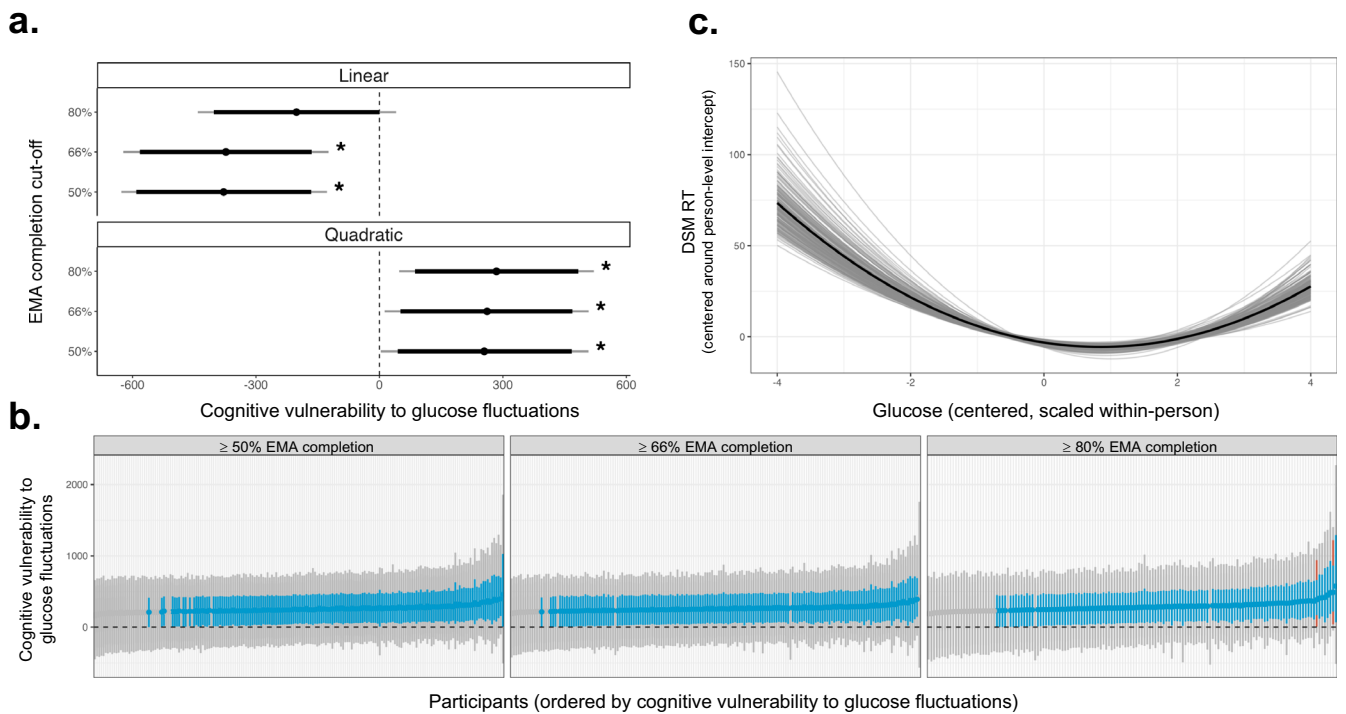 a.
Linear
80%
66%
*
50%
*
Quadratic
80%
*
66%
*
50%
*
-600
-300
0
300
600
EMA completion cut-off
Cognitive vulnerability to glucose fluctuations
c.
150
100
50
0
-4
-2
0
2
4
DSM RT
(centered around person-level intercept)
Glucose (centered, scaled within-person)
b.
≥ 50% EMA completion
≥ 66% EMA completion
≥ 80% EMA completion
2000
1000
0
Cognitive vulnerability to
glucose fluctuations
Participants (ordered by cognitive vulnerability to glucose fluctuations)